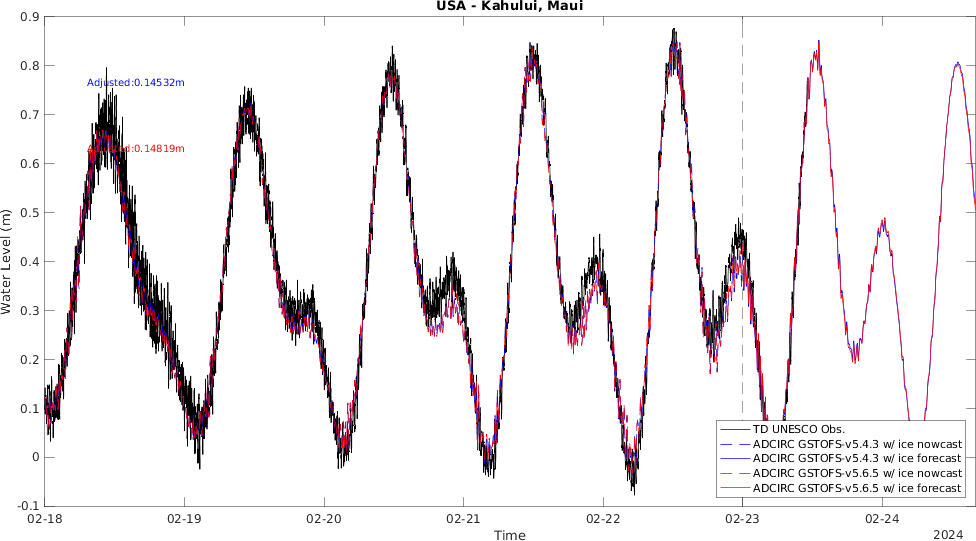 USA - Kahului, Maui
0.9
0.8
0.7
0.6
0.5
0.4
0.3
0.2
0.1
0
-0.1
Water Level (m)
Adjusted:0.14532m
Adjusted:0.14819m
TD UNESCO Obs.
ADCIRC GSTOFS-v5.4.3 w/ ice nowcast
ADCIRC GSTOFS-v5.4.3 w/ ice forecast
ADCIRC GSTOFS-v5.6.5 w/ ice nowcast
ADCIRC GSTOFS-v5.6.5 w/ ice forecast
02-18 02-19 02-20 02-21 02-22 02-23 02-24
Time
2024